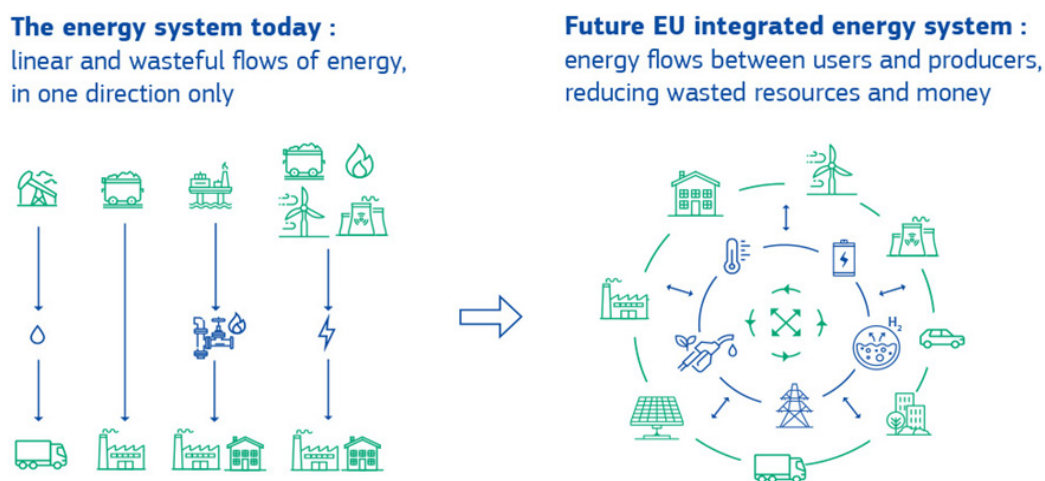 The energy system today :
linear and wasteful flows of energy,
in one direction only
Future EU integrated energy system :
energy flows between users and producers,
reducing wasted resources and money
H₂